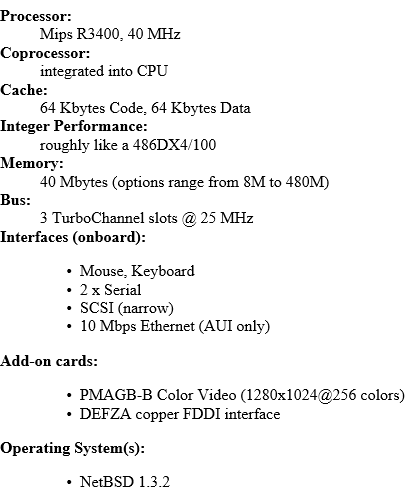 Processor:
Mips R3400, 40 MHz
Coprocessor:
integrated into CPU
Cache:
64 Kbytes Code, 64 Kbytes Data
Integer Performance:
roughly like a 486DX4/100
Memory:
40 Mbytes (options range from 8M to 480M)
Bus:
3 TurboChannel slots @ 25 MHz
Interfaces (onboard):
• Mouse, Keyboard
• 2 x Serial
• SCSI (narrow)
• 10 Mbps Ethernet (AUI only)
Add-on cards:
• PMAGB-B Color Video (1280x1024@256 colors)
• DEFZA copper FDDI interface
Operating System(s):
• NetBSD 1.3.2